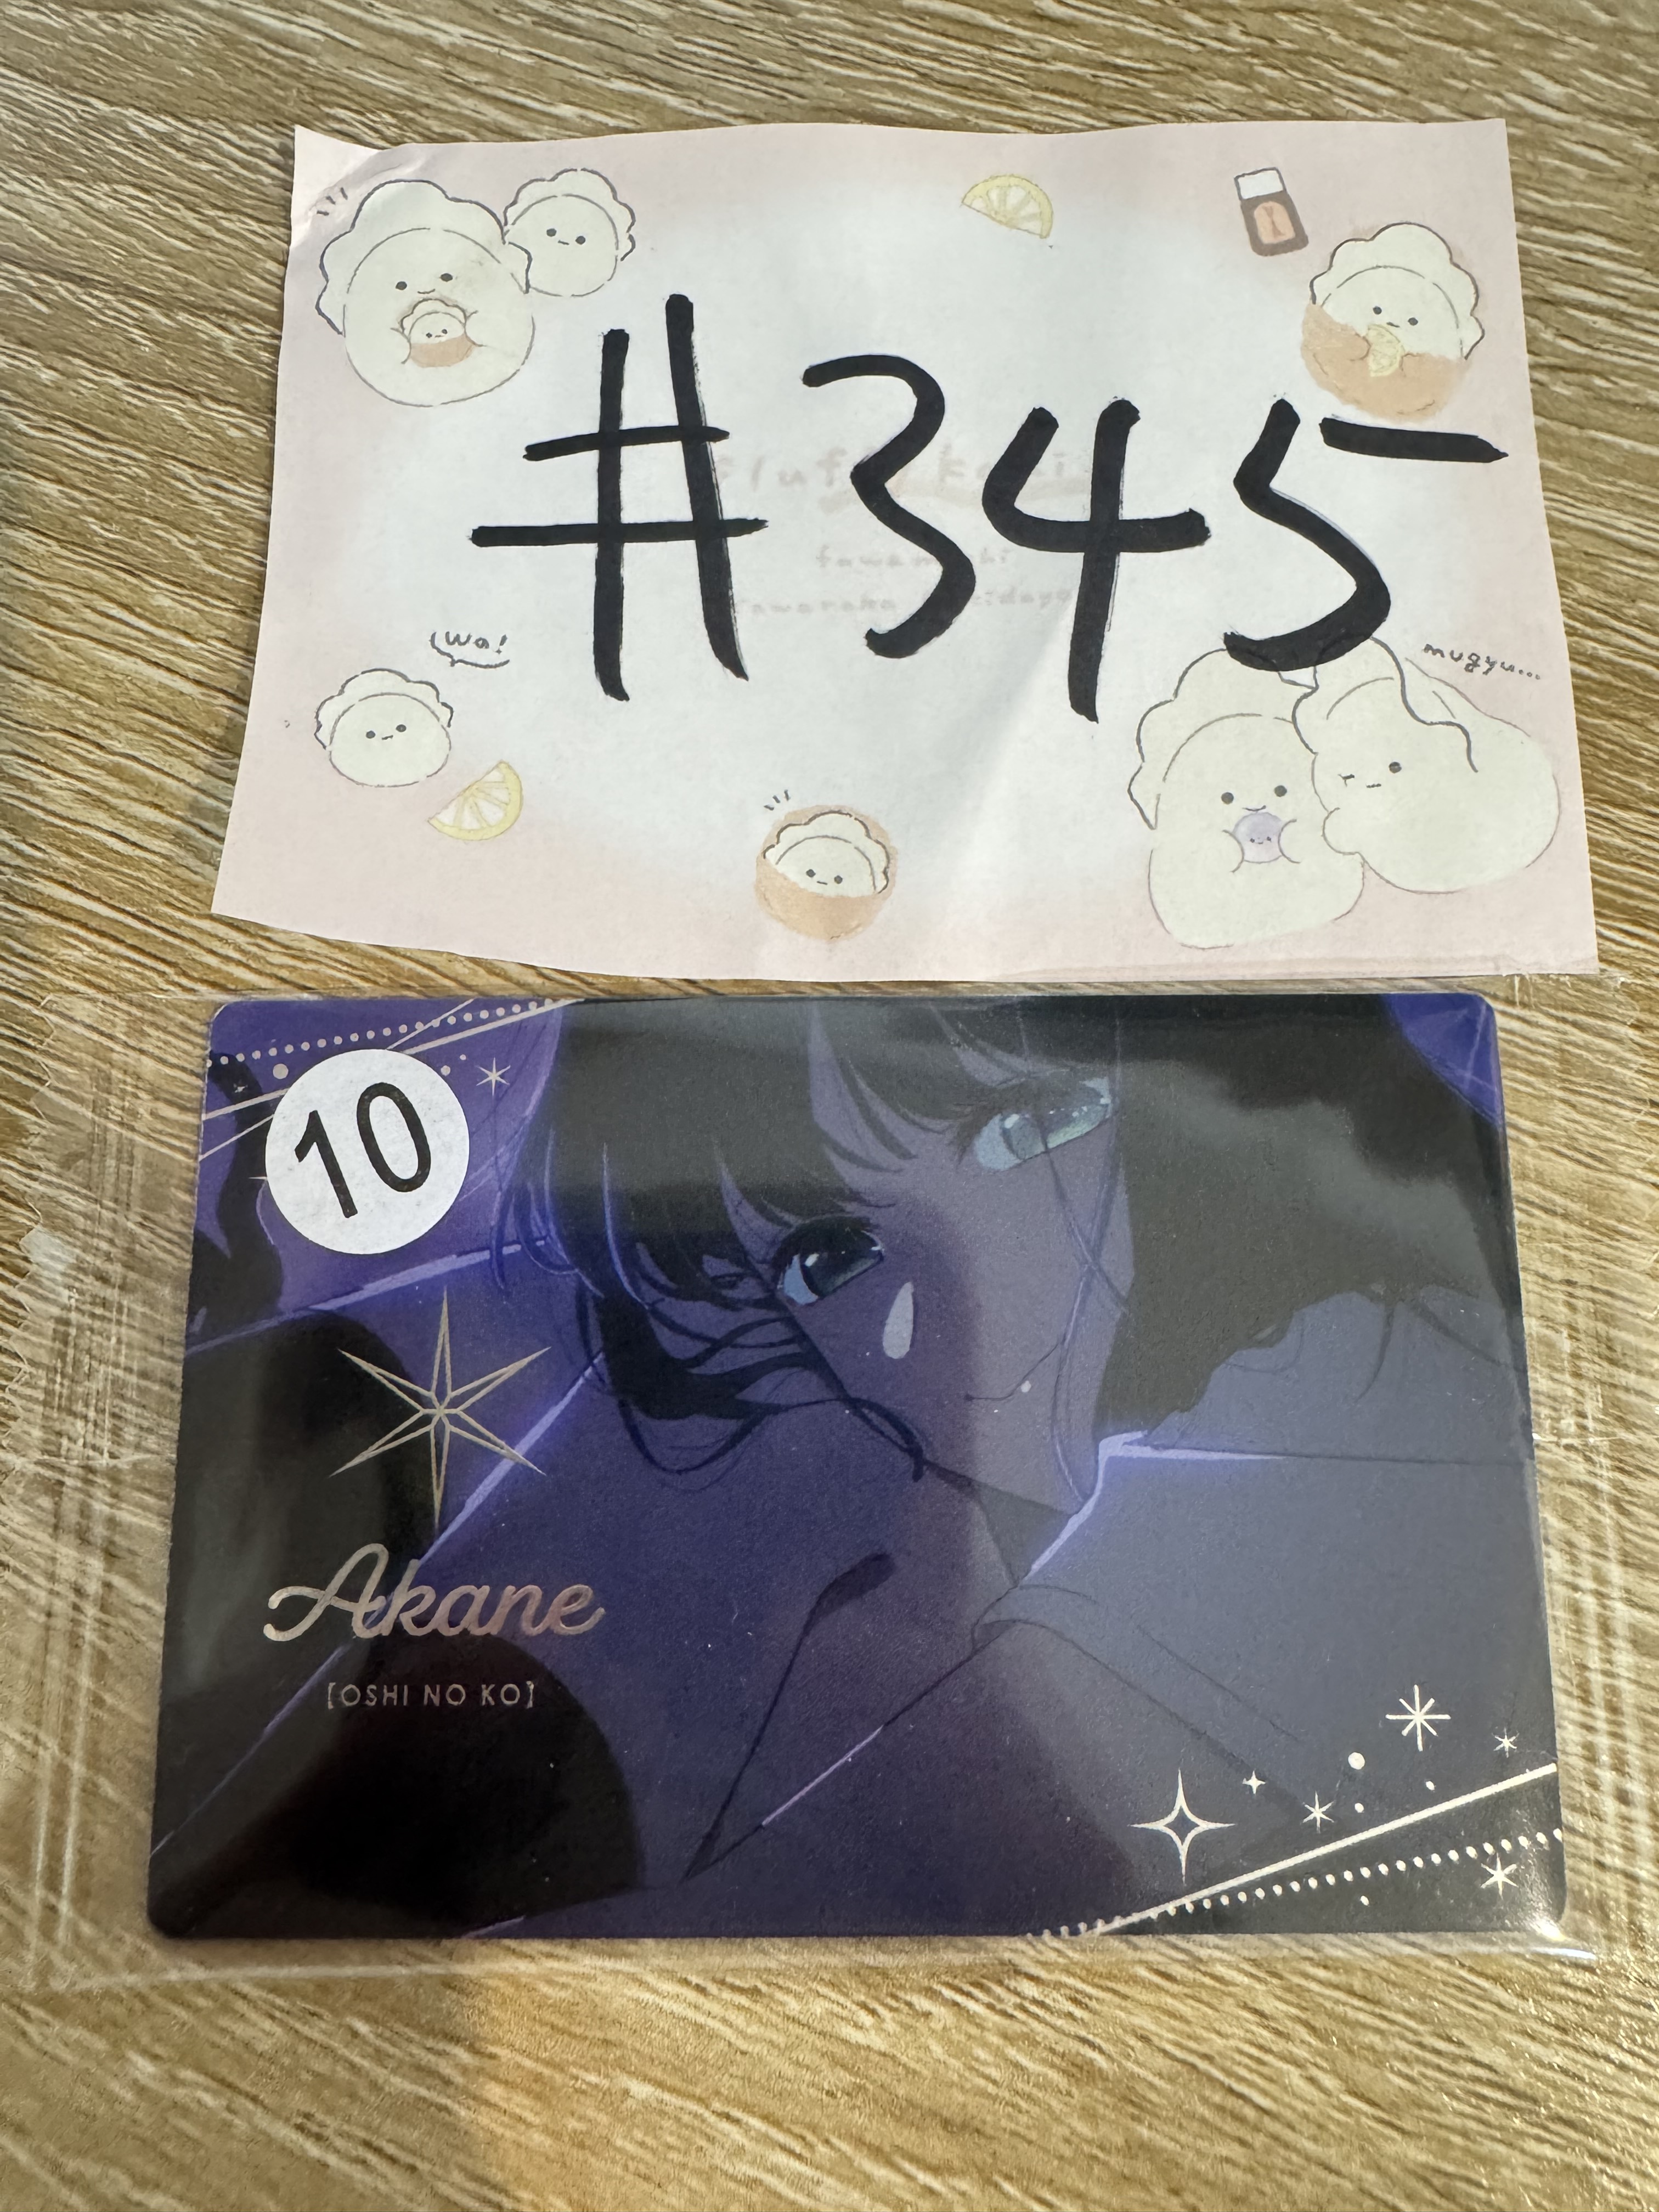 #345
wa!
mugyu...
10
Akane
[OSHI NO KO]